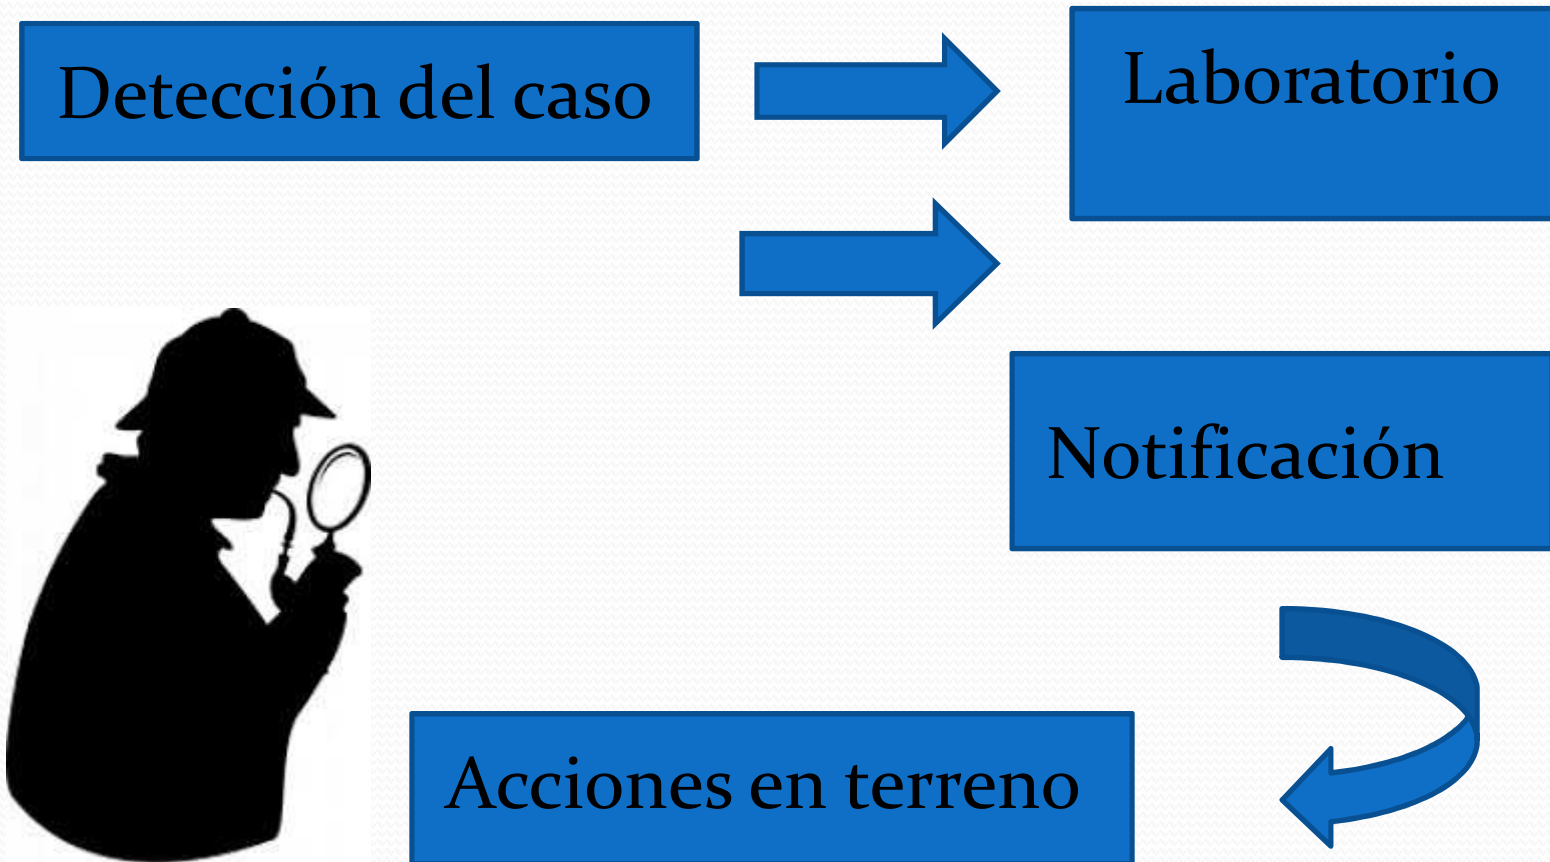 Detección del caso
Laboratorio
Notificación
Acciones en terreno